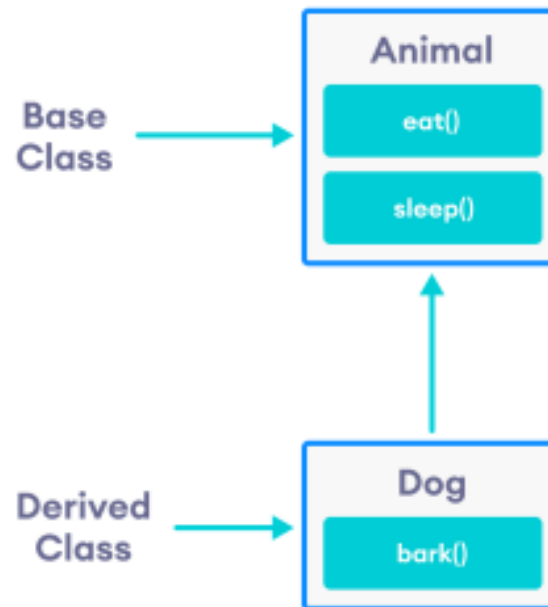 Animal
Base
Class
eat()
sleep()
Dog
Derived
Class
bark()